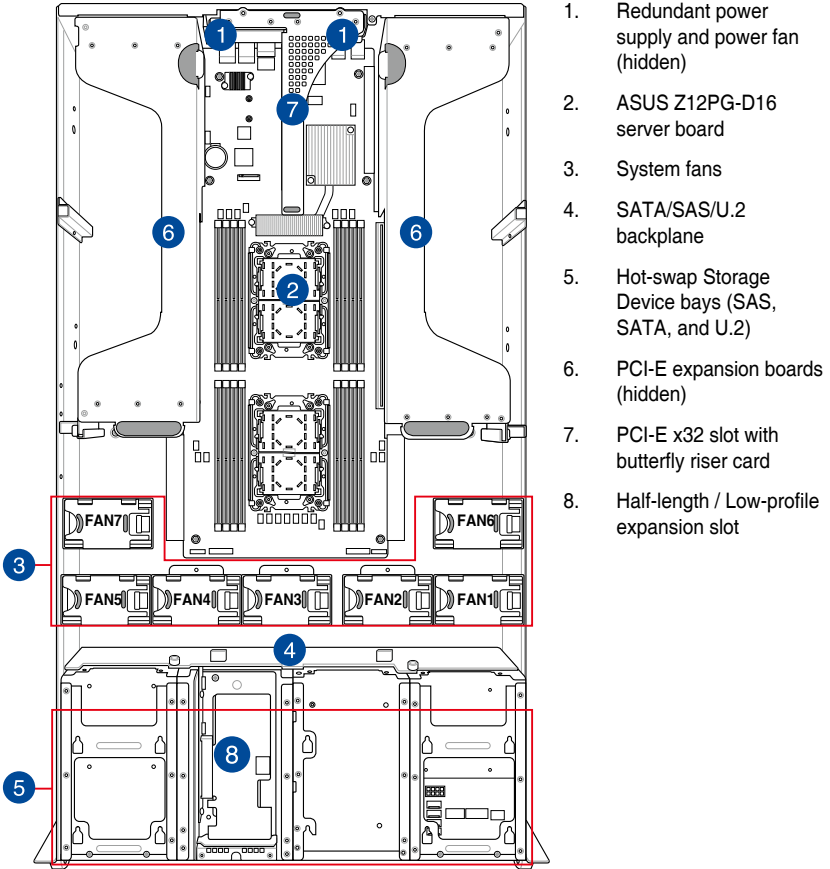 1
1
7
6
6
2
FAN7
FAN6
3
FAN5
FAN4
FAN3
FAN2
FAN1
4
8
5
1. Redundant power
supply and power fan
(hidden)
2. ASUS Z12PG-D16
server board
3. System fans
4. SATA/SAS/U.2
backplane
5. Hot-swap Storage
Device bays (SAS,
SATA, and U.2)
6. PCI-E expansion boards
(hidden)
7. PCI-E x32 slot with
butterfly riser card
8. Half-length / Low-profile
expansion slot